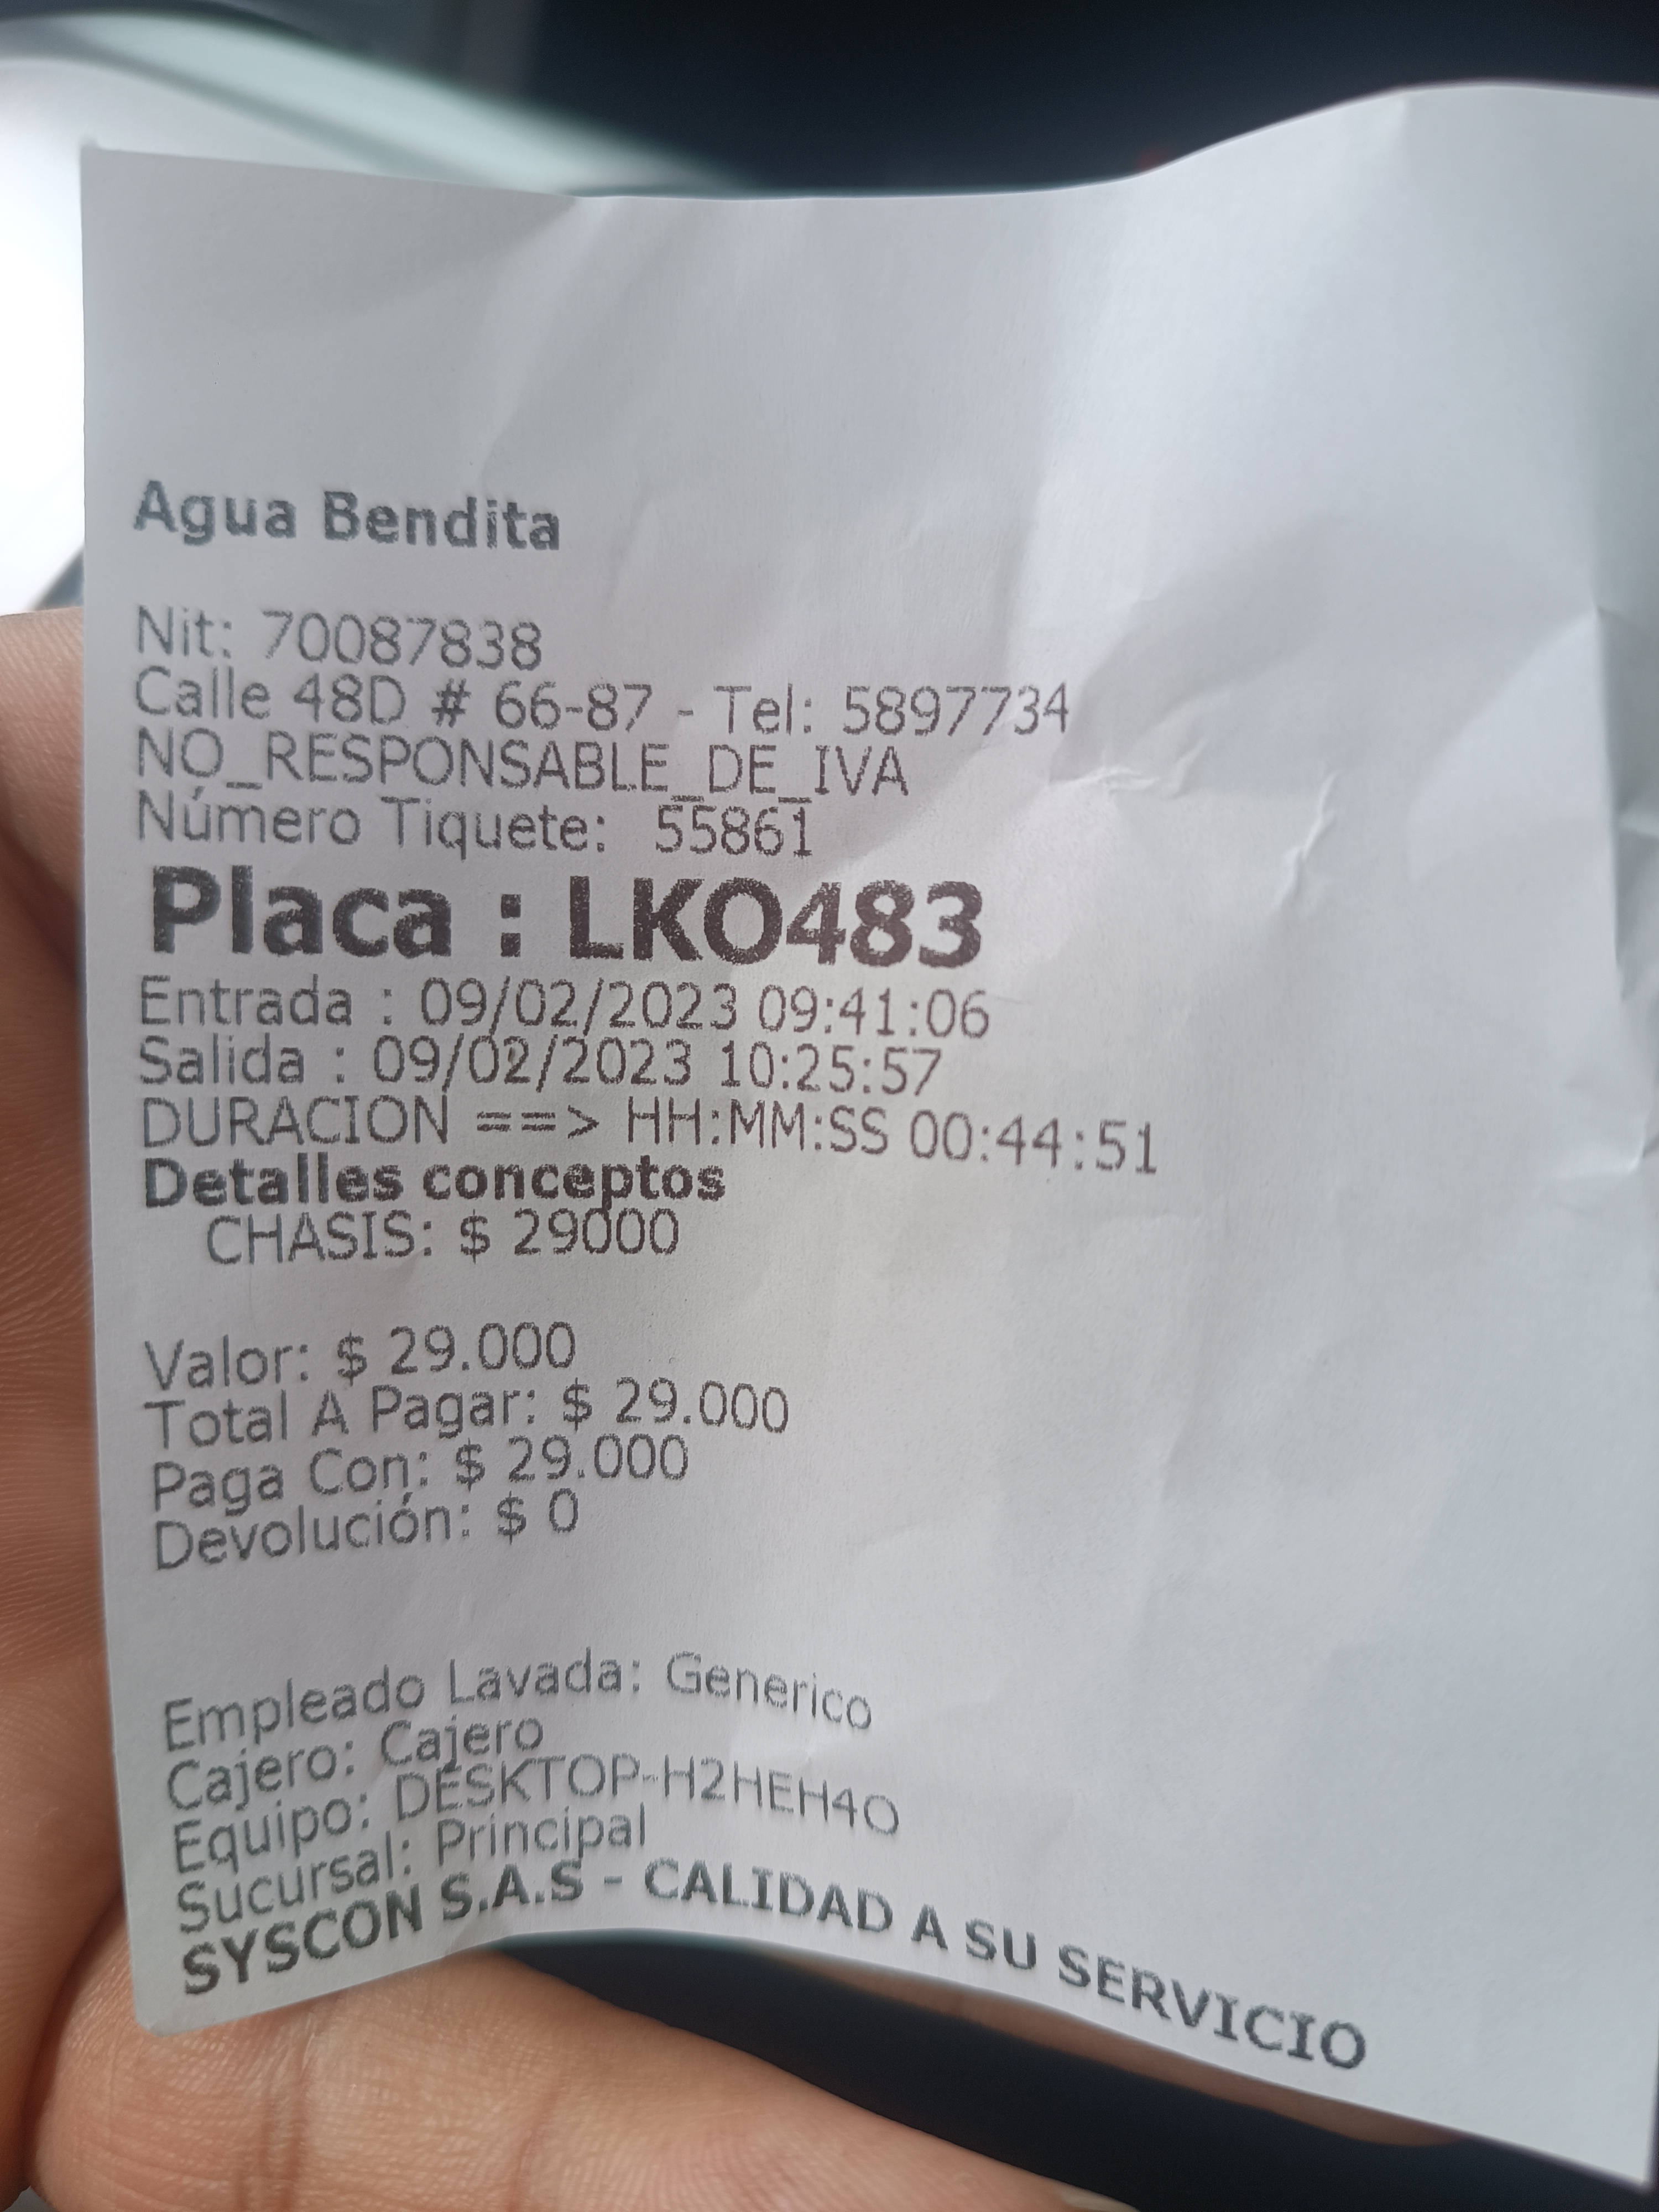 Agua Bendita
Nit: 70087838
Calle 48D # 66-87 - Tel: 5897734
NO_RESPONSABLE_DE_IVA
Número Tiquete: 55861
Placa : LKO483
Entrada : 09/02/2023 09:41:06
Salida : 09/02/2023 10:25:57
DURACION ==> HH:MM:SS 00:44:51
Detalles conceptos
CHASIS: $ 29000
Valor: $ 29.000
Total A Pagar: $ 29.000
Paga Con: $ 29.000
Devolución: $ 0
Empleado Lavada: Generico
Cajero: Cajero
Equipo: DESKTOP-H2HEH4O
Sucursal: Principal
SYSCON S.A.S - CALIDAD A SU SERVICIO